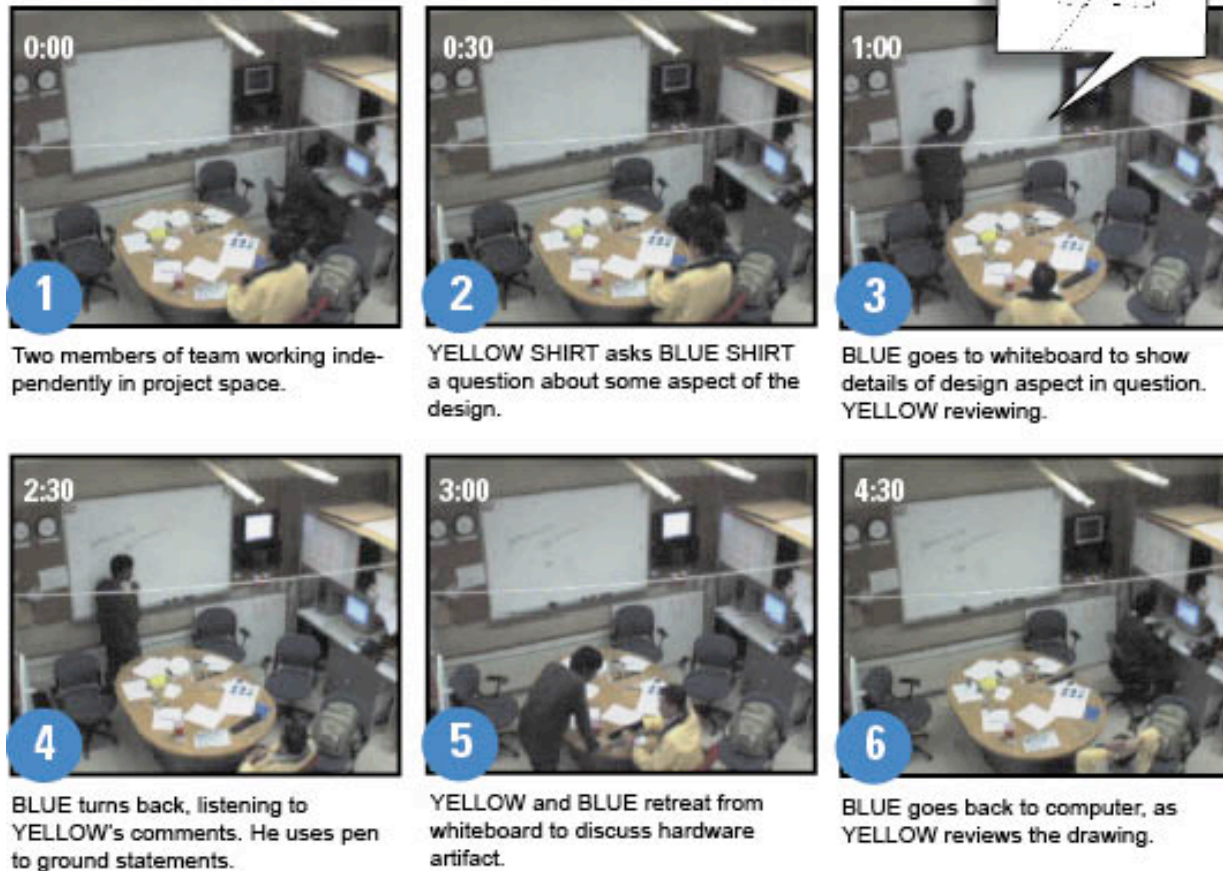 0:00
0:30
1:00
1
2
3
Two members of team working inde-
pendently in project space.
YELLOW SHIRT asks BLUE SHIRT
a question about some aspect of the
design.
BLUE goes to whiteboard to show
details of design aspect in question.
YELLOW reviewing.
2:30
3:00
4:30
4
5
6
BLUE turns back, listening to
YELLOW's comments. He uses pen
to ground statements.
YELLOW and BLUE retreat from
whiteboard to discuss hardware
artifact.
BLUE goes back to computer, as
YELLOW reviews the drawing.